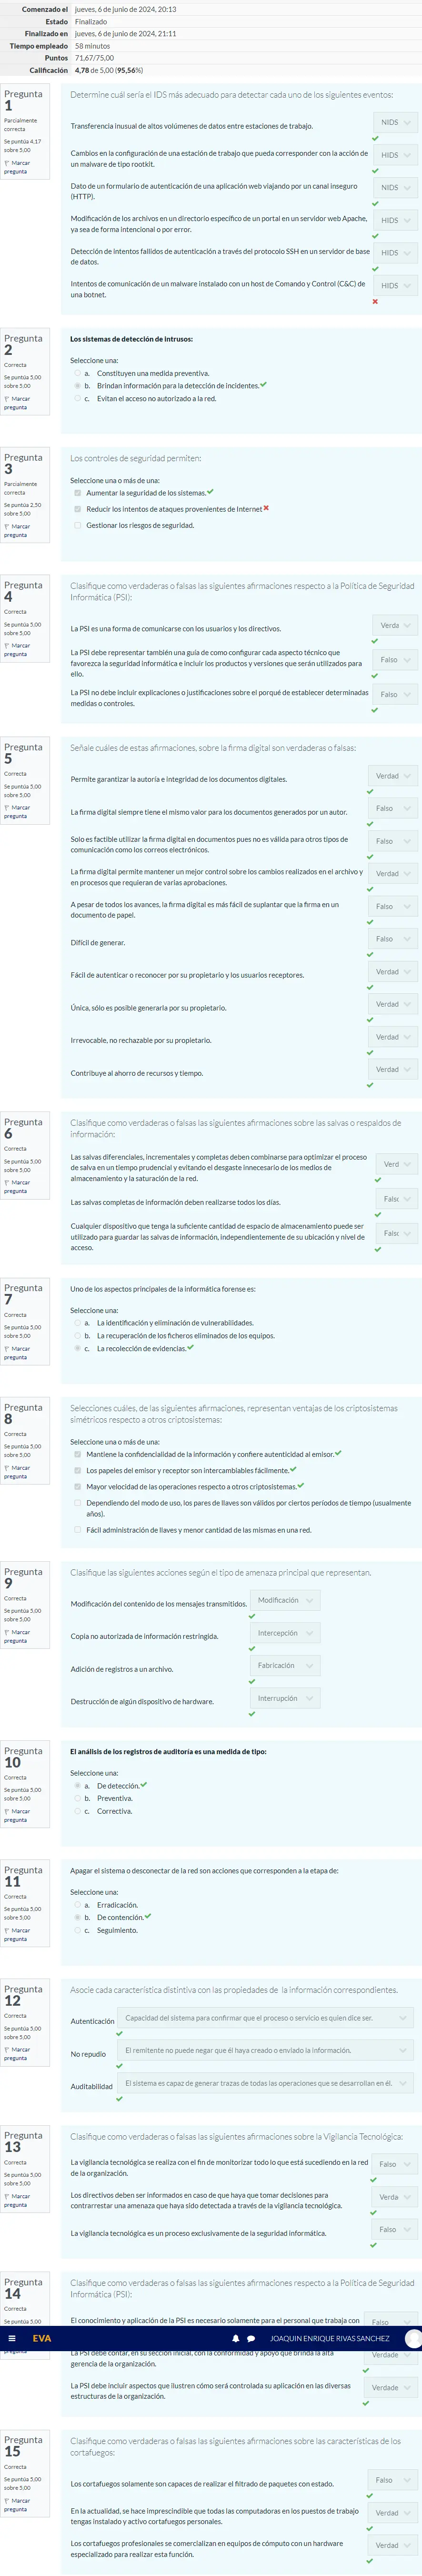 Comenzado el jueves, 6 de junio de 2024, 20:13
Estado Finalizado
Finalizado en jueves, 6 de junio de 2024, 21:11
Tiempo empleado 58 minutos
Puntos 71,67/75,00
Calificación 4,78 de 5,00 (95,56%)
Pregunta 1
Parcialmente correcta
Se puntúa 4,17 sobre 5,00
Marcar pregunta
Determine cuál sería el IDS más adecuado para detectar cada uno de los siguientes eventos:
Transferencia inusual de altos volúmenes de datos entre estaciones de trabajo. NIDS
Cambios en la configuración de una estación de trabajo que pueda corresponder con la acción de
un malware de tipo rootkit. HIDS
Dato de un formulario de autenticación de una aplicación web viajando por un canal inseguro
(HTTP). NIDS
Modificación de los archivos en un directorio específico de un portal en un servidor web Apache,
ya sea de forma intencional o por error. HIDS
Detección de intentos fallidos de autenticación a través del protocolo SSH en un servidor de base
de datos. HIDS
Intentos de comunicación de un malware instalado con un host de Comando y Control (C&C) de
una botnet. HIDS
Pregunta 2
Correcta
Se puntúa 5,00 sobre 5,00
Marcar pregunta
Los sistemas de detección de intrusos:
Seleccione una:
a. Constituyen una medida preventiva.
b. Brindan información para la detección de incidentes.
c. Evitan el acceso no autorizado a la red.
Pregunta 3
Parcialmente correcta
Se puntúa 2,50 sobre 5,00
Marcar pregunta
Los controles de seguridad permiten:
Seleccione una o más de una:
Aumentar la seguridad de los sistemas.
Reducir los intentos de ataques provenientes de Internet
Gestionar los riesgos de seguridad.
Pregunta 4
Correcta
Se puntúa 5,00 sobre 5,00
Marcar pregunta
Clasifique como verdaderas o falsas las siguientes afirmaciones respecto a la Política de Seguridad
Informática (PSI):
La PSI es una forma de comunicarse con los usuarios y los directivos. Verda
La PSI debe representar también una guía de como configurar cada aspecto técnico que
favorezca la seguridad informática e incluir los productos y versiones que serán utilizados para
ello. Falso
La PSI no debe incluir explicaciones o justificaciones sobre el porqué de establecer determinadas
medidas o controles. Falso
Pregunta 5
Correcta
Se puntúa 5,00 sobre 5,00
Marcar pregunta
Señale cuáles de estas afirmaciones, sobre la firma digital son verdaderas o falsas:
Permite garantizar la autoría e integridad de los documentos digitales. Verdad
La firma digital siempre tiene el mismo valor para los documentos generados por un autor. Falso
Solo es factible utilizar la firma digital en documentos pues no es válida para otros tipos de
comunicación como los correos electrónicos. Falso
La firma digital permite mantener un mejor control sobre los cambios realizados en el archivo y
en procesos que requieran de varias aprobaciones. Verdad
A pesar de todos los avances, la firma digital es más fácil de suplantar que la firma en un
documento de papel. Falso
Difícil de generar. Falso
Fácil de autenticar o reconocer por su propietario y los usuarios receptores. Verdad
Única, sólo es posible generarla por su propietario. Verdad
Irrevocable, no rechazable por su propietario. Verdad
Contribuye al ahorro de recursos y tiempo. Verdad
Pregunta 6
Correcta
Se puntúa 5,00 sobre 5,00
Marcar pregunta
Clasifique como verdaderas o falsas las siguientes afirmaciones sobre las salvas o respaldos de
información:
Las salvas diferenciales, incrementales y completas deben combinarse para optimizar el proceso
de salva en un tiempo prudencial y evitando el desgaste innecesario de los medios de
almacenamiento y la saturación de la red. Verd
Las salvas completas de información deben realizarse todos los días. Falsc
Cualquier dispositivo que tenga la suficiente cantidad de espacio de almacenamiento puede ser
utilizado para guardar las salvas de información, independientemente de su ubicación y nivel de
acceso. Falsc
Pregunta 7
Correcta
Se puntúa 5,00 sobre 5,00
Marcar pregunta
Uno de los aspectos principales de la informática forense es:
Seleccione una:
a. La identificación y eliminación de vulnerabilidades.
b. La recuperación de los ficheros eliminados de los equipos.
c. La recolección de evidencias.
Pregunta 8
Correcta
Se puntúa 5,00 sobre 5,00
Marcar pregunta
Selecciones cuáles, de las siguientes afirmaciones, representan ventajas de los criptosistemas
simétricos respecto a otros criptosistemas:
Seleccione una o más de una:
Mantiene la confidencialidad de la información y confiere autenticidad al emisor.
Los papeles del emisor y receptor son intercambiables fácilmente.
Mayor velocidad de las operaciones respecto a otros criptosistemas.
Dependiendo del modo de uso, los pares de llaves son válidos por ciertos períodos de tiempo (usualmente
años).
Fácil administración de llaves y menor cantidad de las mismas en una red.
Pregunta 9
Correcta
Se puntúa 5,00 sobre 5,00
Marcar pregunta
Clasifique las siguientes acciones según el tipo de amenaza principal que representan.
Modificación del contenido de los mensajes transmitidos. Modificación
Copia no autorizada de información restringida. Intercepción
Adición de registros a un archivo. Fabricación
Destrucción de algún dispositivo de hardware. Interrupción
Pregunta 10
Correcta
Se puntúa 5,00 sobre 5,00
Marcar pregunta
El análisis de los registros de auditoría es una medida de tipo:
Seleccione una:
a. De detección.
b. Preventiva.
c. Correctiva.
Pregunta 11
Correcta
Se puntúa 5,00 sobre 5,00
Marcar pregunta
Apagar el sistema o desconectar de la red son acciones que corresponden a la etapa de:
Seleccione una:
a. Erradicación.
b. De contención.
c. Seguimiento.
Pregunta 12
Correcta
Se puntúa 5,00 sobre 5,00
Marcar pregunta
Asocie cada característica distintiva con las propiedades de la información correspondientes.
Autenticación Capacidad del sistema para confirmar que el proceso o servicio es quien dice ser.
No repudio El remitente no puede negar que él haya creado o enviado la información.
Auditabilidad El sistema es capaz de generar trazas de todas las operaciones que se desarrollan en él.
Pregunta 13
Correcta
Se puntúa 5,00 sobre 5,00
Marcar pregunta
Clasifique como verdaderas o falsas las siguientes afirmaciones sobre la Vigilancia Tecnológica:
La vigilancia tecnológica se realiza con el fin de monitorizar todo lo que está sucediendo en la red
de la organización. Falso
Los directivos deben ser informados en caso de que haya que tomar decisiones para
contrarrestar una amenaza que haya sido detectada a través de la vigilancia tecnológica. Verda
La vigilancia tecnológica es un proceso exclusivamente de la seguridad informática. Falso
Pregunta 14
Correcta
Se puntúa 5,00
pregunta
Clasifique como verdaderas o falsas las siguientes afirmaciones respecto a la Política de Seguridad
Informática (PSI):
El conocimiento y aplicación de la PSI es necesario solamente para el personal que trabaja con Falso
EVA JOAQUIN ENRIQUE RIVAS SANCHEZ
La PSI debe contar, en su sección inicial, con la conformidad y apoyo que brinda la alta
gerencia de la organización. Verdade
La PSI debe incluir aspectos que ilustren cómo será controlada su aplicación en las diversas
estructuras de la organización. Verdade
Pregunta 15
Correcta
Se puntúa 5,00 sobre 5,00
Marcar pregunta
Clasifique como verdaderas o falsas las siguientes afirmaciones sobre las características de los
cortafuegos:
Los cortafuegos solamente son capaces de realizar el filtrado de paquetes con estado. Falso
En la actualidad, se hace imprescindible que todas las computadoras en los puestos de trabajo
tengas instalado y activo cortafuegos personales. Verdad
Los cortafuegos profesionales se comercializan en equipos de cómputo con un hardware
especializado para realizar esta función. Verdad